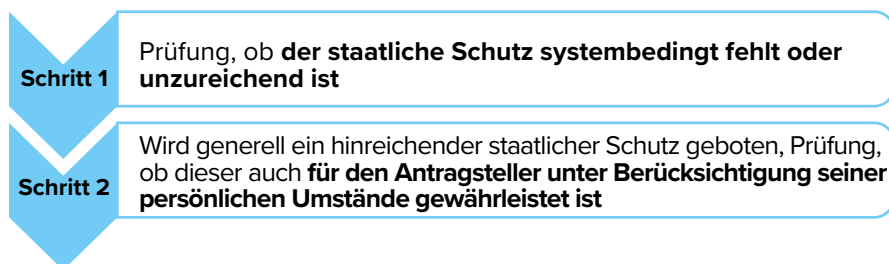 Schritt 1
Prüfung, ob der staatliche Schutz systembedingt fehlt oder
unzureichend ist
Schritt 2
Wird generell ein hinreichender staatlicher Schutz geboten, Prüfung,
ob dieser auch für den Antragsteller unter Berücksichtigung seiner
persönlichen Umstände gewährleistet ist